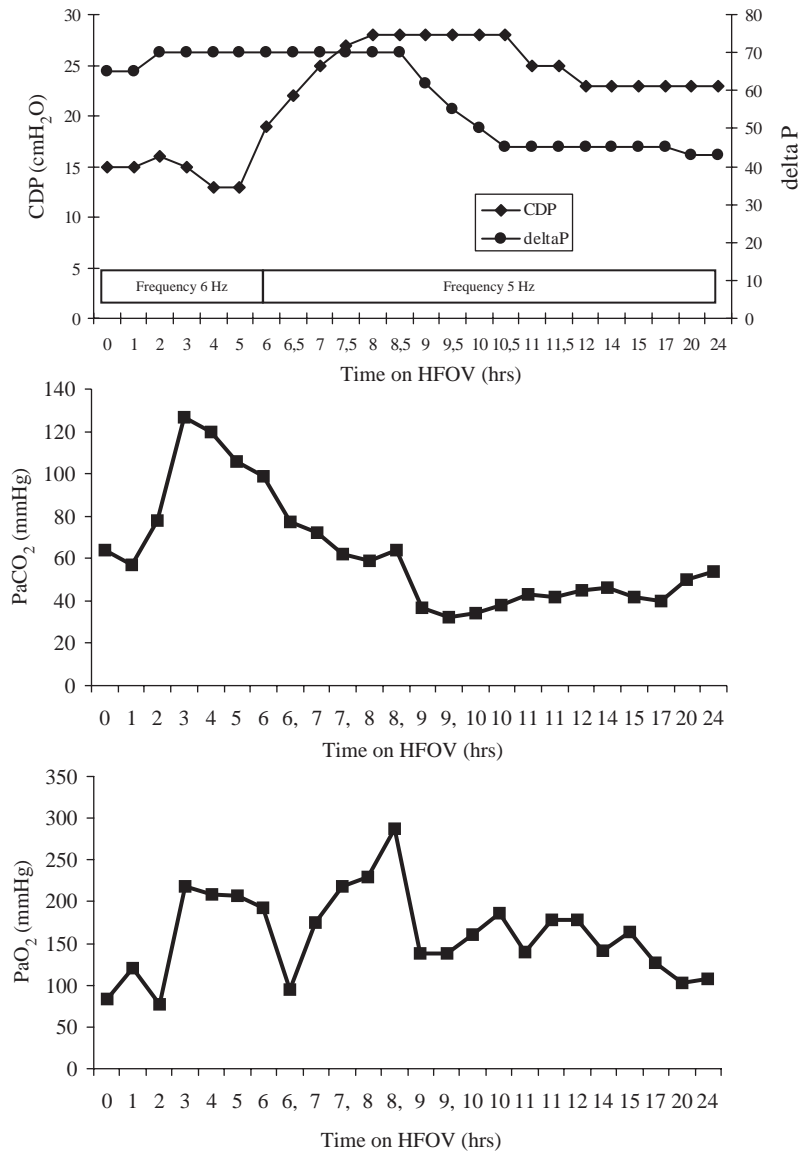 30
25
20
15
10
5
0
CDP (cmH2O)
80
70
60
50
40
30
20
10
0
delta P
CDP
deltaP
Frequency 6 Hz
Frequency 5 Hz
0 1 2 3 4 5 6 6,5 7 7,5 8 8,5 9 9,5 10 10,5 11 11,5 12 14 15 17 20 24
Time on HFOV (hrs)
140
120
100
80
60
40
20
0
PaCO2 (mmHg)
0 1 2 3 4 5 6 6, 7 7, 8 8, 9 9, 10 10 11 11 12 14 15 17 20 24
Time on HFOV (hrs)
350
300
250
200
150
100
50
0
PaO2 (mmHg)
0 1 2 3 4 5 6 6, 7 7, 8 8, 9 9, 10 10 11 11 12 14 15 17 20 24
Time on HFOV (hrs)